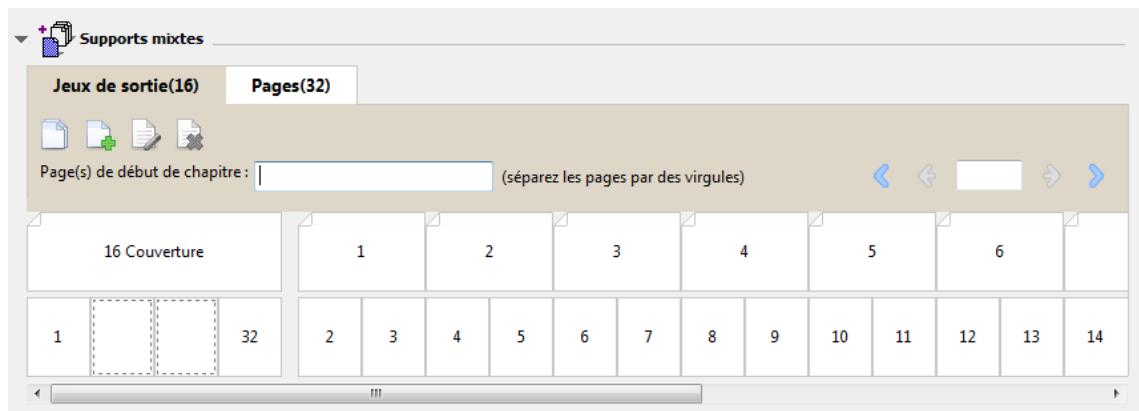 Supports mixtes
Jeux de sortie(16) Pages(32)
Page(s) de début de chapitre : (séparez les pages par des virgules)
16 Couverture 1 2 3 4 5 6
1 32 2 3 4 5 6 7 8 9 10 11 12 13 14